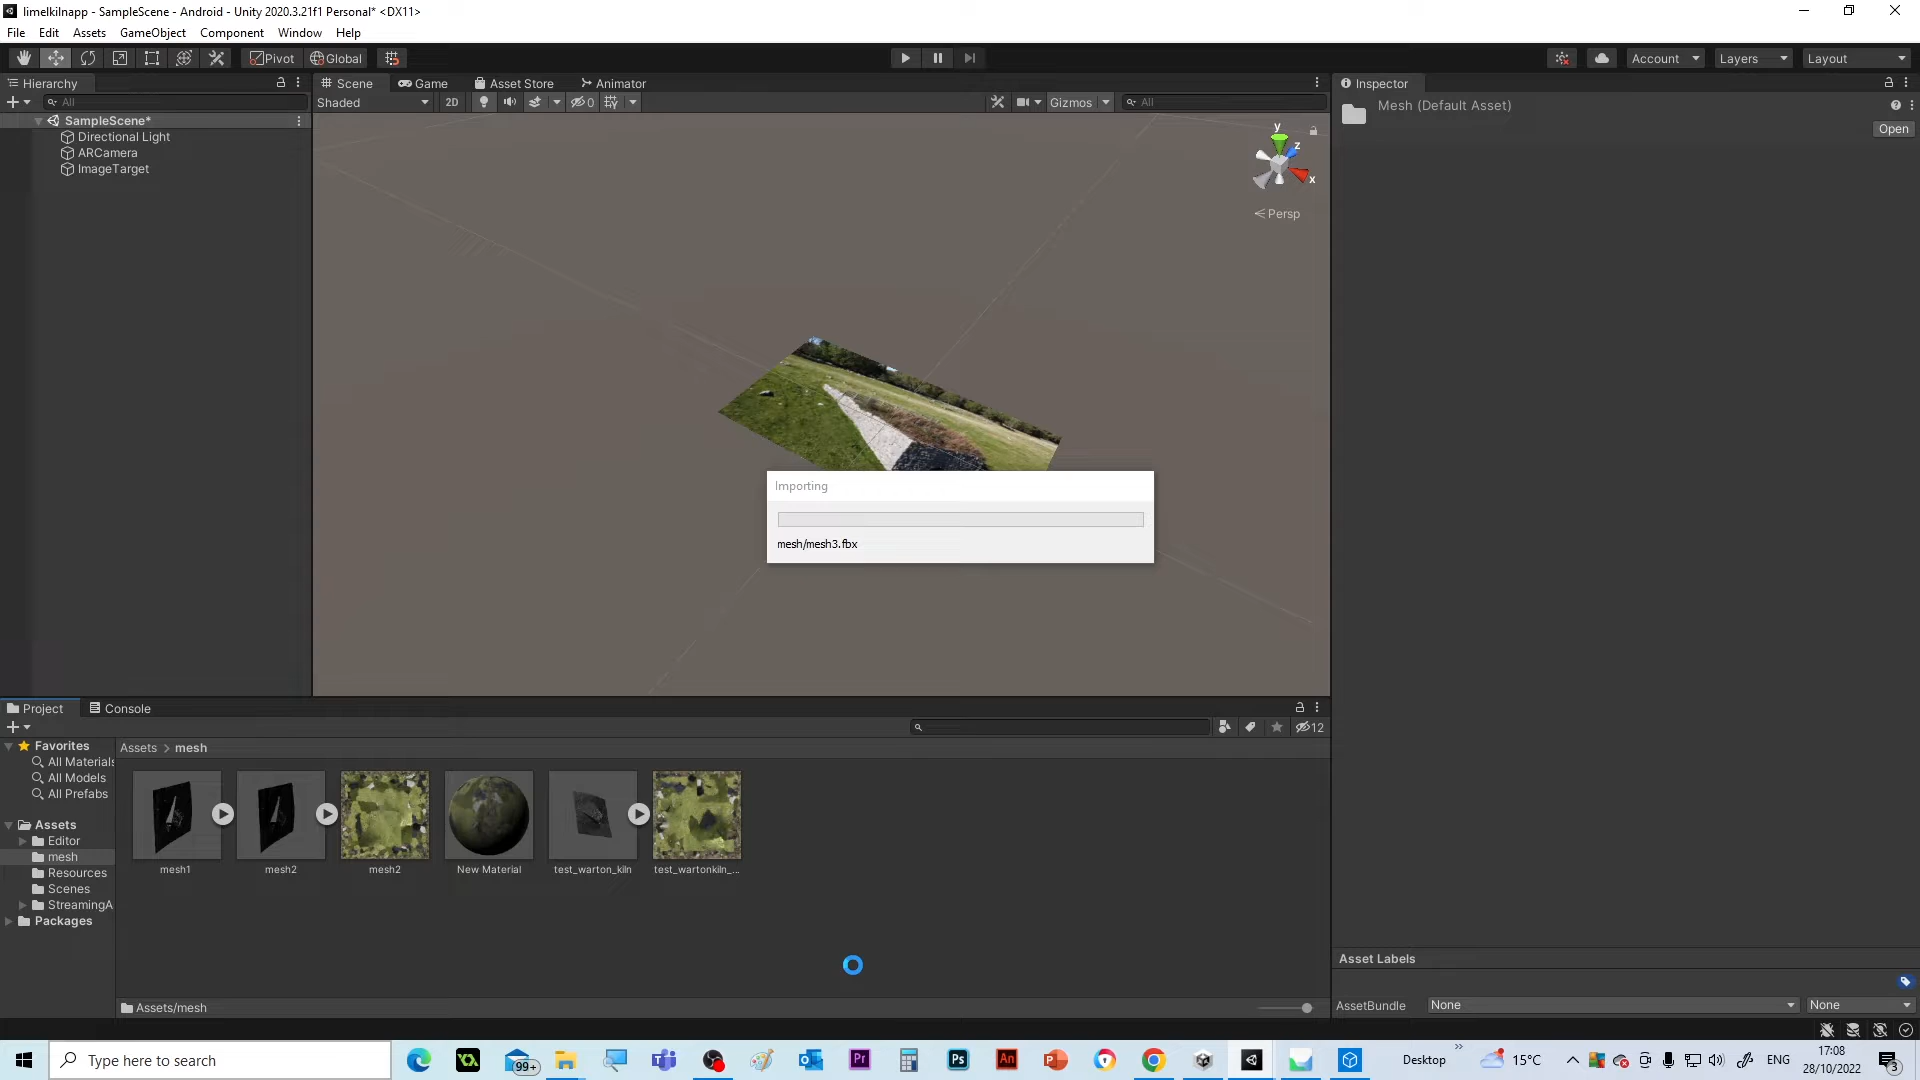 limelkilnapp - SampleScene - Android - Unity 2020.3.21f1 Personal* <DX11>
File Edit Assets GameObject Component Window Help
Pivot Global Account Layers Layout
Hierarchy Scene Game Asset Store Animator Inspector
All Shaded 2D 0 Gizmos All
Mesh (Default Asset)
Open
SampleScene*
Directional Light
ARCamera
ImageTarget
y
z
x
Persp
Importing
mesh/mesh3.fbx
Project Console
12
Favorites
Assets > mesh
All Materials
All Models
All Prefabs
Assets
Editor
mesh
Resources
Scenes
StreamingA
Packages
mesh1 mesh2 mesh2 New Material test_warton_kiln test_wartonkiln_...
Assets/mesh
Asset Labels
AssetBundle None None
Type here to search 99+ Desktop 15°C ENG 17:08
28/10/2022 3